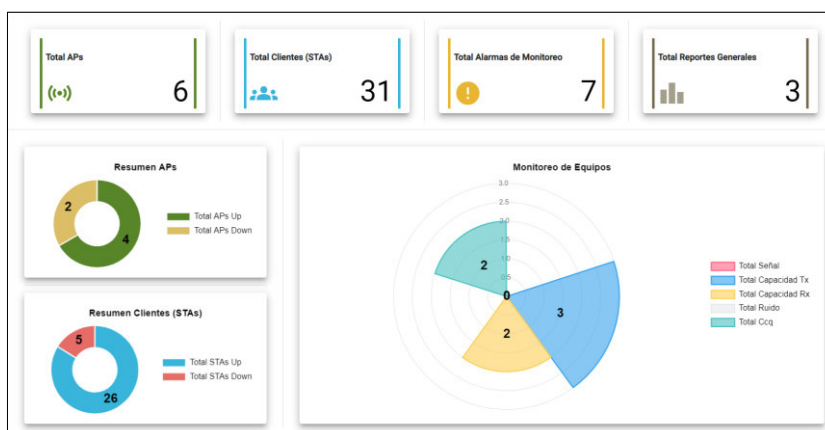 Total APs
6
Total Clientes (STAs)
31
Total Alarmas de Monitoreo
7
Total Reportes Generales
3
Resumen APs
2
4
Total APs Up
Total APs Down
Resumen Clientes (STAs)
5
26
Total STAs Up
Total STAs Down
Monitoreo de Equipos
3.0
2.5
2.0
1.5
1.0
0.5
0
2
3
2
Total Señal
Total Capacidad Tx
Total Capacidad Rx
Total Ruido
Total Ccq